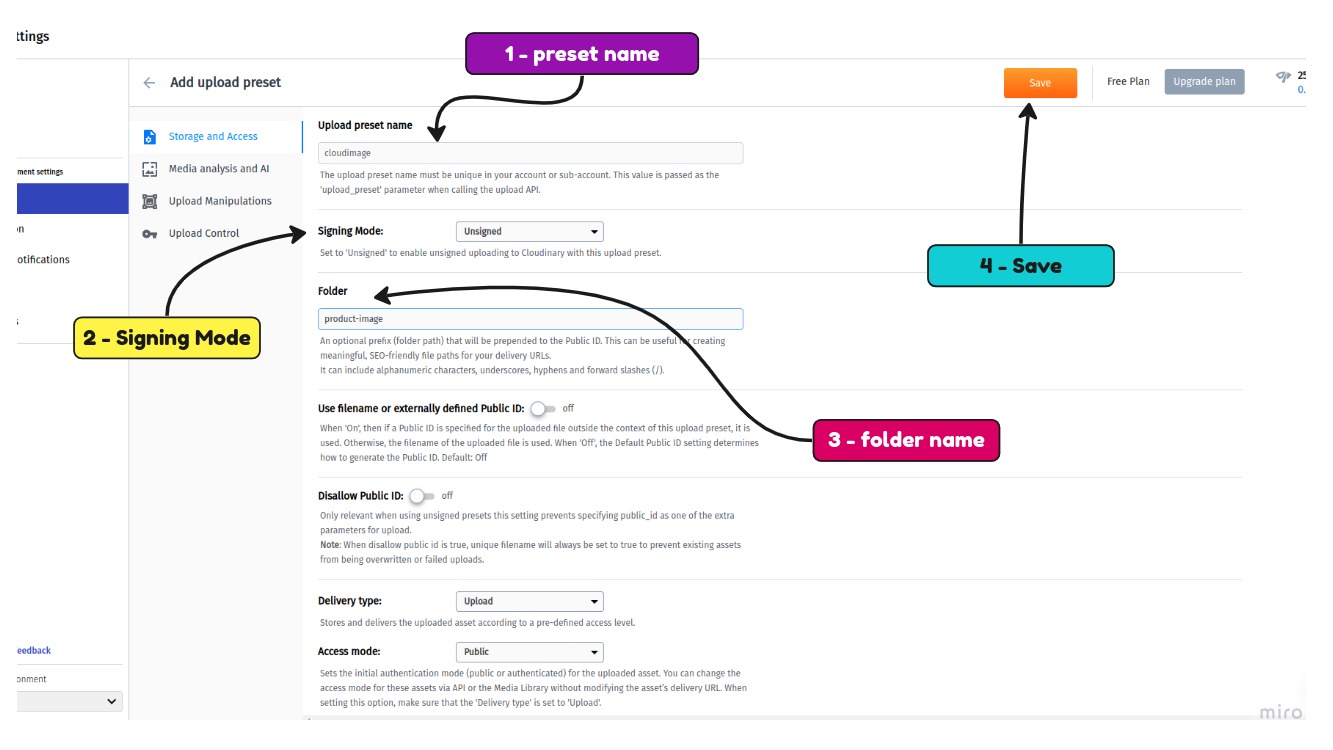 ttings
1 - preset name
Add upload preset
Save
Free Plan
Upgrade plan
25
0.
Storage and Access
Media analysis and AI
Upload Manipulations
Upload Control
ment settings
on
otifications
s
2 - Signing Mode
Upload preset name
cloudimage
The upload preset name must be unique in your account or sub-account. This value is passed as the
'upload_preset' parameter when calling the upload API.
Signing Mode:
Unsigned
Set to 'Unsigned' to enable unsigned uploading to Cloudinary with this upload preset.
4 - Save
Folder
product-image
An optional prefix (folder path) that will be prepended to the Public ID. This can be useful for creating
meaningful, SEO-friendly file paths for your delivery URLs.
It can include alphanumeric characters, underscores, hyphens and forward slashes (/).
Use filename or externally defined Public ID:
off
When 'On', then if a Public ID is specified for the uploaded file outside the context of this upload preset, it is
used. Otherwise, the filename of the uploaded file is used. When 'Off', the Default Public ID setting determines
how to generate the Public ID. Default: Off
3 - folder name
Disallow Public ID:
off
Only relevant when using unsigned presets this setting prevents specifying public_id as one of the extra
parameters for upload.
Note: When disallow public id is true, unique filename will always be set to true to prevent existing assets
from being overwritten or failed uploads.
Delivery type:
Upload
Stores and delivers the uploaded asset according to a pre-defined access level.
Access mode:
Public
Sets the initial authentication mode (public or authenticated) for the uploaded asset. You can change the
access mode for these assets via API or the Media Library without modifying the asset's delivery URL. When
setting this option, make sure that the 'Delivery type' is set to 'Upload'.
eedback
onment
miro